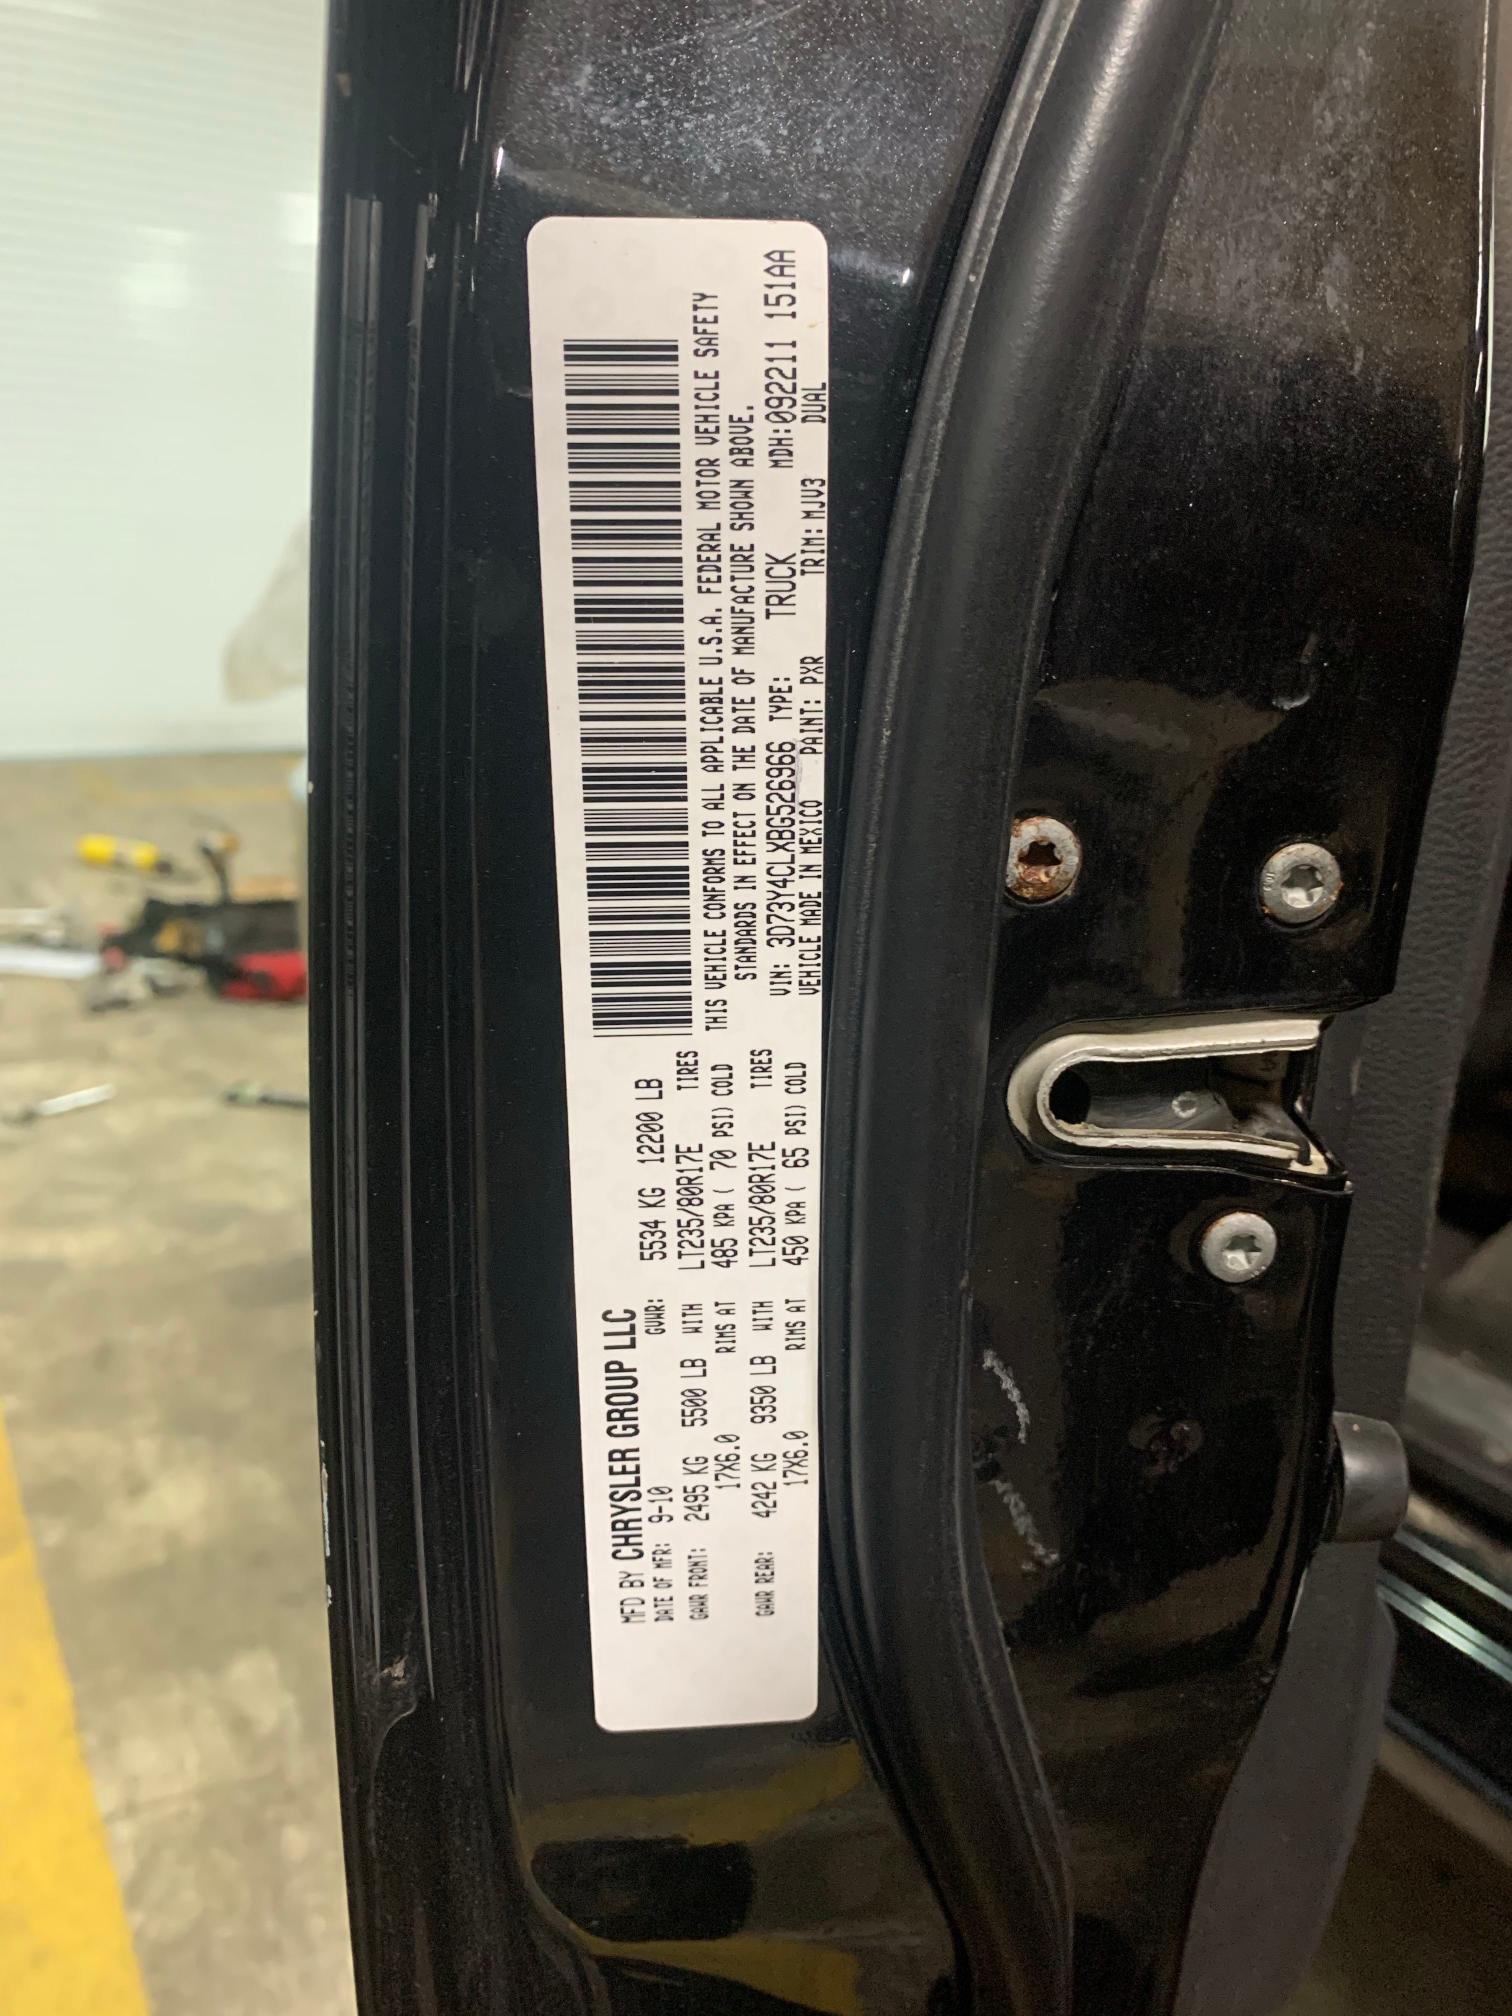 MFD BY CHRYSLER GROUP LLC
DATE OF MFR: 9-10 GVWR: 5534 KG 12200 LB
GAWR FRONT: 2495 KG 5500 LB WITH LT235/80R17E TIRES
17X6.0 RIMS AT 485 KPA ( 70 PSI) COLD
GAWR REAR: 4242 KG 9350 LB WITH LT235/80R17E TIRES
17X6.0 RIMS AT 450 KPA ( 65 PSI) COLD
THIS VEHICLE CONFORMS TO ALL APPLICABLE U.S.A. FEDERAL MOTOR VEHICLE SAFETY
STANDARDS IN EFFECT ON THE DATE OF MANUFACTURE SHOWN ABOVE.
VIN: 3D73Y4CLXBG526966 TYPE: TRUCK MDH:092211 151AA
VEHICLE MADE IN MEXICO PAINT: PXR TRIM: MJV3 DUAL